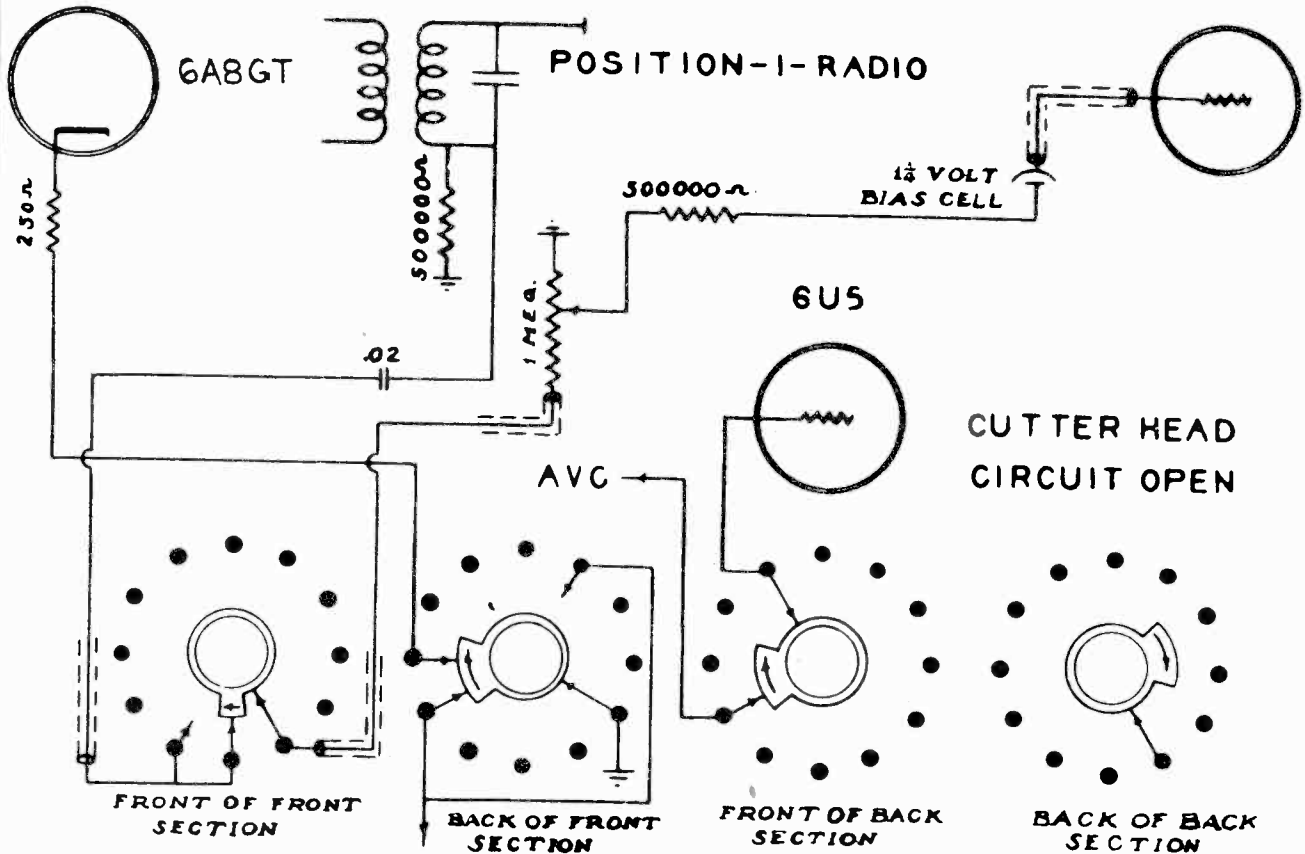 6A8GT
POSITION-1-RADIO
250Ω
500000Ω
500000Ω
1¼ VOLT
BIAS CELL
1 MEG.
6U5
.02
CUTTER HEAD
CIRCUIT OPEN
AVC
FRONT OF FRONT
SECTION
BACK OF FRONT
SECTION
FRONT OF BACK
SECTION
BACK OF BACK
SECTION